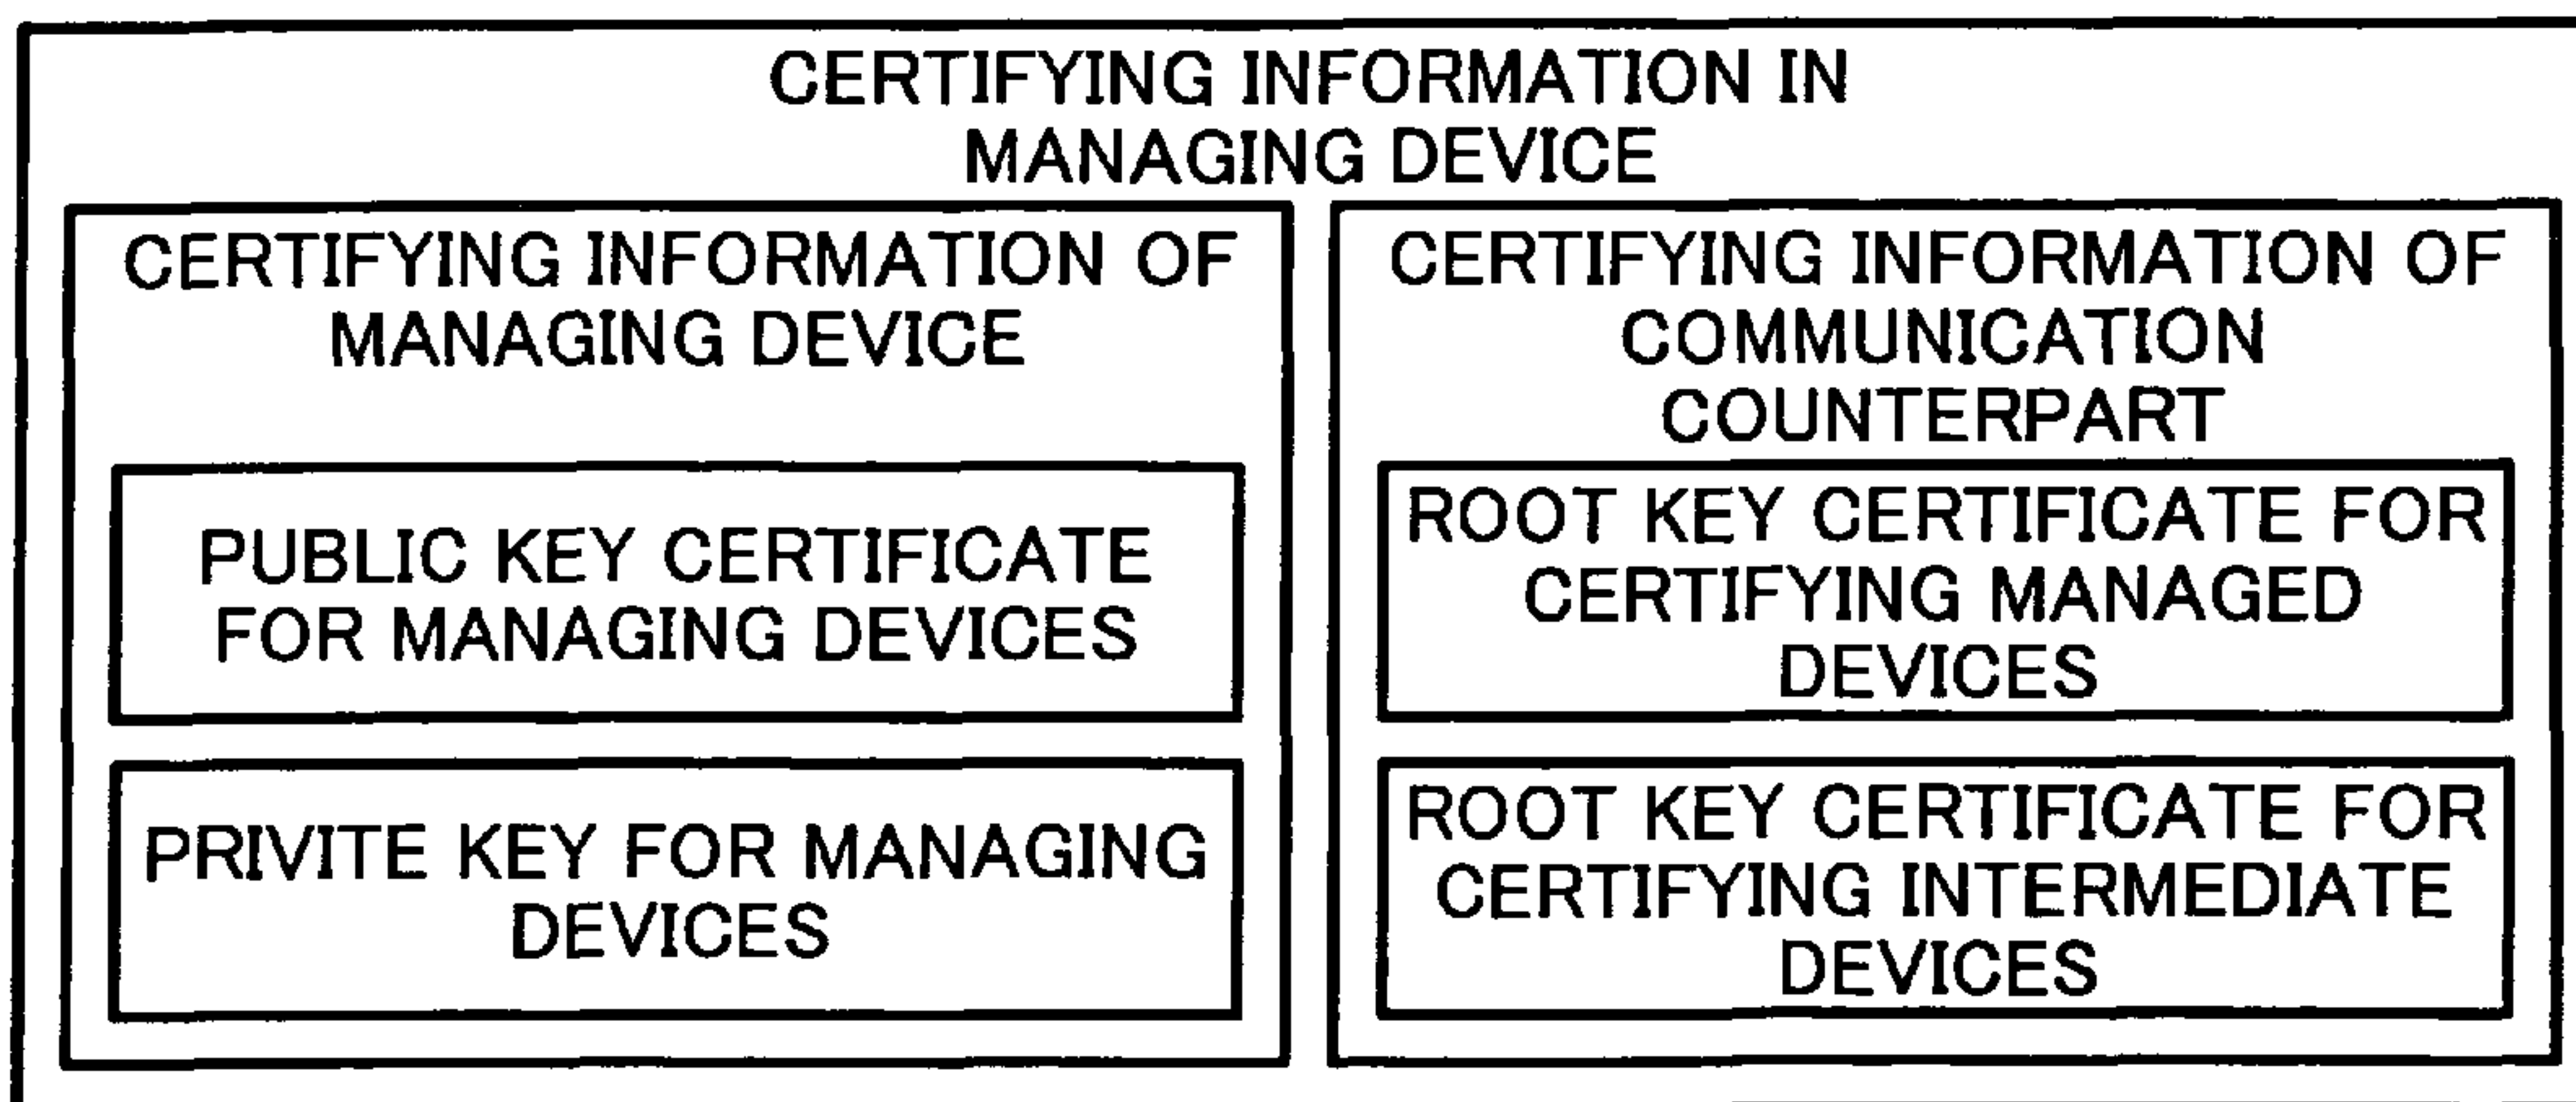 CERTIFYING INFORMATION IN
MANAGING DEVICE
CERTIFYING INFORMATION OF
MANAGING DEVICE
PUBLIC KEY CERTIFICATE
FOR MANAGING DEVICES
PRIVITE KEY FOR MANAGING
DEVICES
CERTIFYING INFORMATION OF
COMMUNICATION
COUNTERPART
ROOT KEY CERTIFICATE FOR
CERTIFYING MANAGED
DEVICES
ROOT KEY CERTIFICATE FOR
CERTIFYING INTERMEDIATE
DEVICES